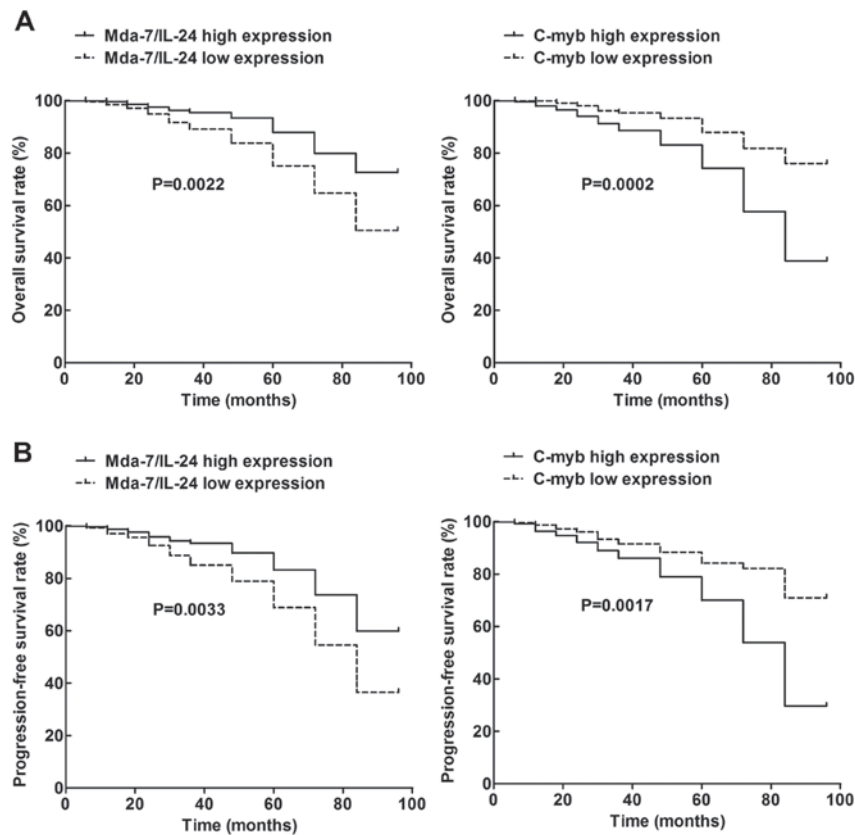 A
Mda-7/IL-24 high expression
Mda-7/IL-24 low expression
Overall survival rate (%)
100
80
60
40
20
0
P=0.0022
0 20 40 60 80 100
Time (months)
C-myb high expression
C-myb low expression
Overall survival rate (%)
100
80
60
40
20
0
P=0.0002
0 20 40 60 80 100
Time (months)
B
Mda-7/IL-24 high expression
Mda-7/IL-24 low expression
Progression-free survival rate (%)
100
80
60
40
20
0
P=0.0033
0 20 40 60 80 100
Time (months)
C-myb high expression
C-myb low expression
Progression-free survival rate (%)
100
80
60
40
20
0
P=0.0017
0 20 40 60 80 100
Time (months)